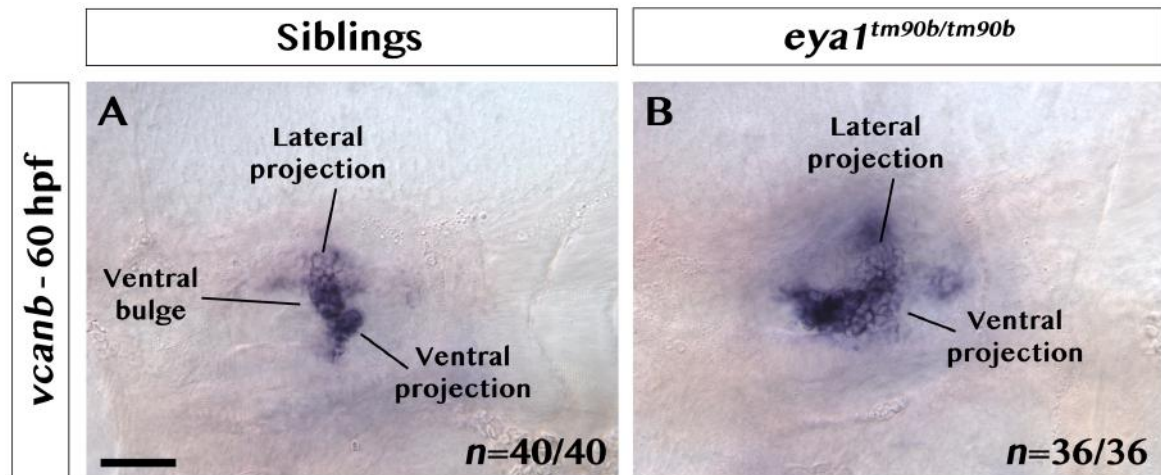 Siblings
eya1tm90b/tm90b
vcanb - 60 hpf
A
Lateral
projection
Ventral
bulge
Ventral
projection
n=40/40
B
Lateral
projection
Ventral
projection
n=36/36